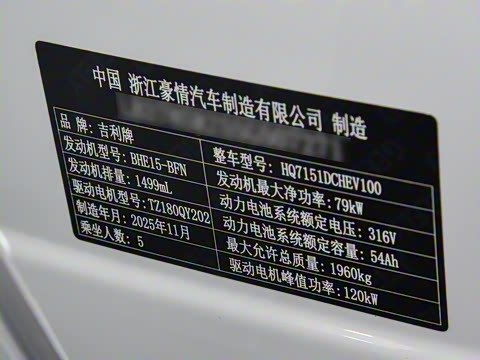 中国 浙江豪情汽车制造有限公司 制造
品 牌: 吉利牌 整车型号: HQ7151DCHEV100
发动机型号: BHE15-BFN 发动机最大净功率: 79kW
发动机排量: 1499mL 动力电池系统额定电压: 316V
驱动电机型号: TZ180QY202 动力电池系统额定容量: 54Ah
制造年月: 2025年11月 最大允许总质量: 1960kg
乘坐人数: 5 驱动电机峰值功率: 120kW